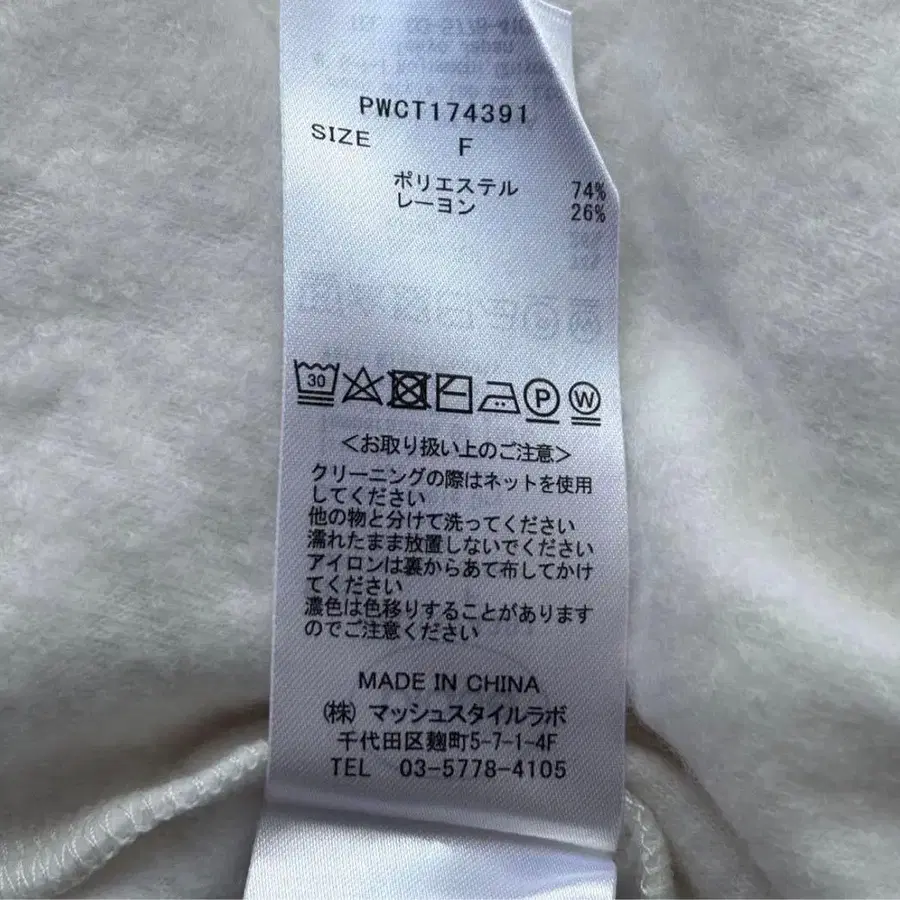 PWCT174391
SIZE F
ポリエステル 74%
レーヨン 26%
30 P W
<お取り扱い上のご注意>
クリーニングの際はネットを使用
してください
他の物と分けて洗ってください
濡れたまま放置しないでください
アイロンは裏からあて布してかけ
てください
濃色は色移りすることがあります
のでご注意ください
MADE IN CHINA
(株) マッシュスタイルラボ
千代田区麹町5-7-1-4F
TEL 03-5778-4105